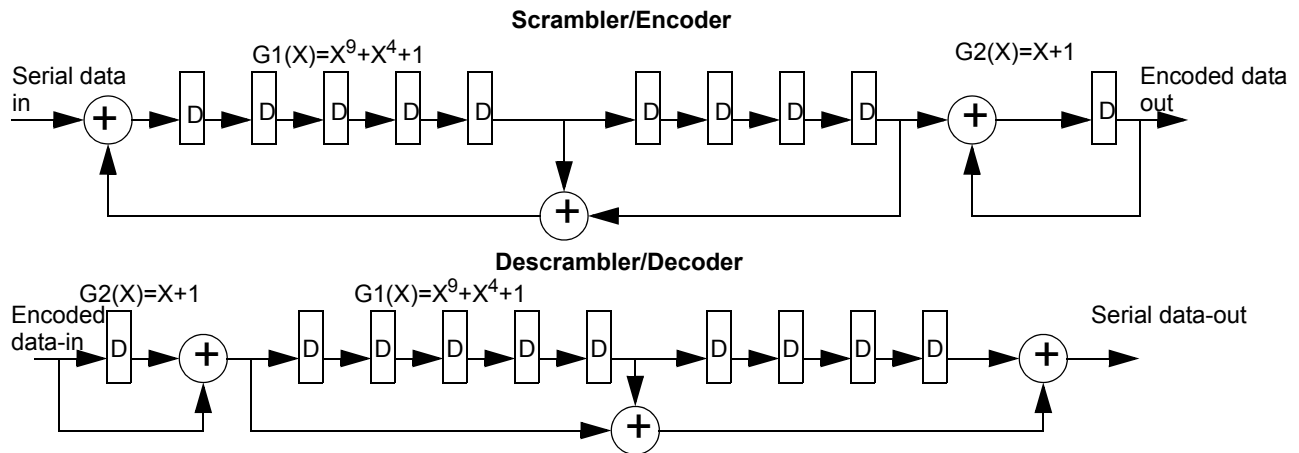 Scrambler/Encoder
G1(X)=X⁹+X⁴+1
G2(X)=X+1
Serial data
in
Encoded data
out
+ D D D D D D D D D + D
+
Descrambler/Decoder
G2(X)=X+1
G1(X)=X⁹+X⁴+1
Encoded
data-in
Serial data-out
D + D D D D D D D D D +
+